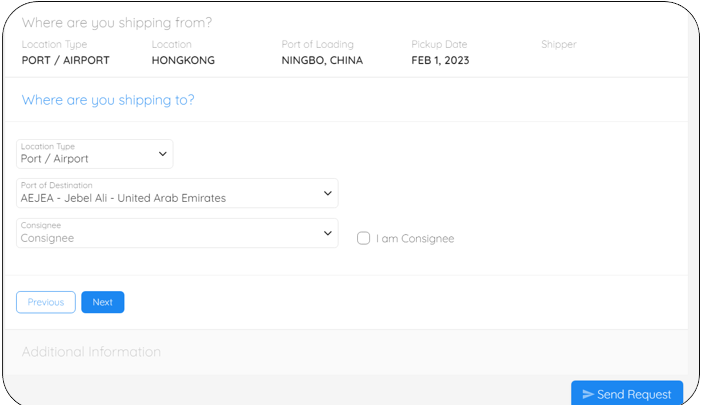 Where are you shipping from?
Location Type Location Port of Loading Pickup Date Shipper
PORT / AIRPORT HONGKONG NINGBO, CHINA FEB 1, 2023
Where are you shipping to?
Location Type
Port / Airport
Port of Destination
AEJEA - Jebel Ali - United Arab Emirates
Consignee
Consignee I am Consignee
Previous Next
Additional Information
Send Request